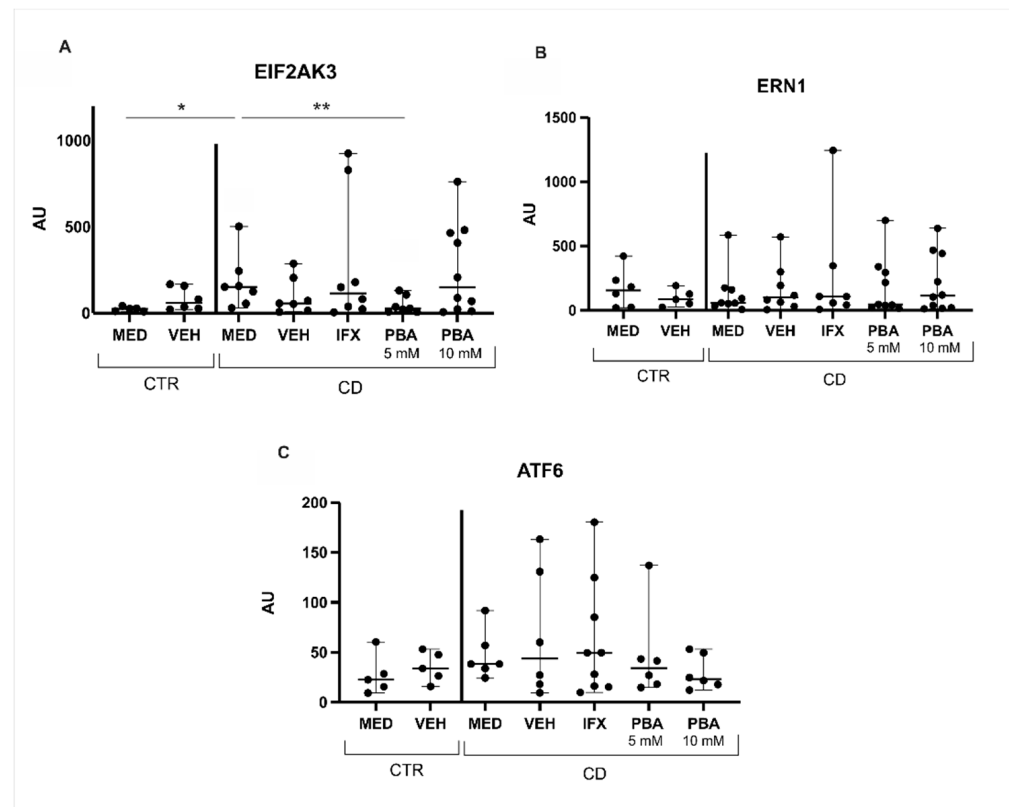 A
EIF2AK3
* **
1000
500
0
AU
MED VEH MED VEH IFX PBA PBA
5 mM 10 mM
CTR CD
B
ERN1
1500
1000
500
0
AU
MED VEH MED VEH IFX PBA PBA
5 mM 10 mM
CTR CD
C
ATF6
200
150
100
50
0
AU
MED VEH MED VEH IFX PBA PBA
5 mM 10 mM
CTR CD